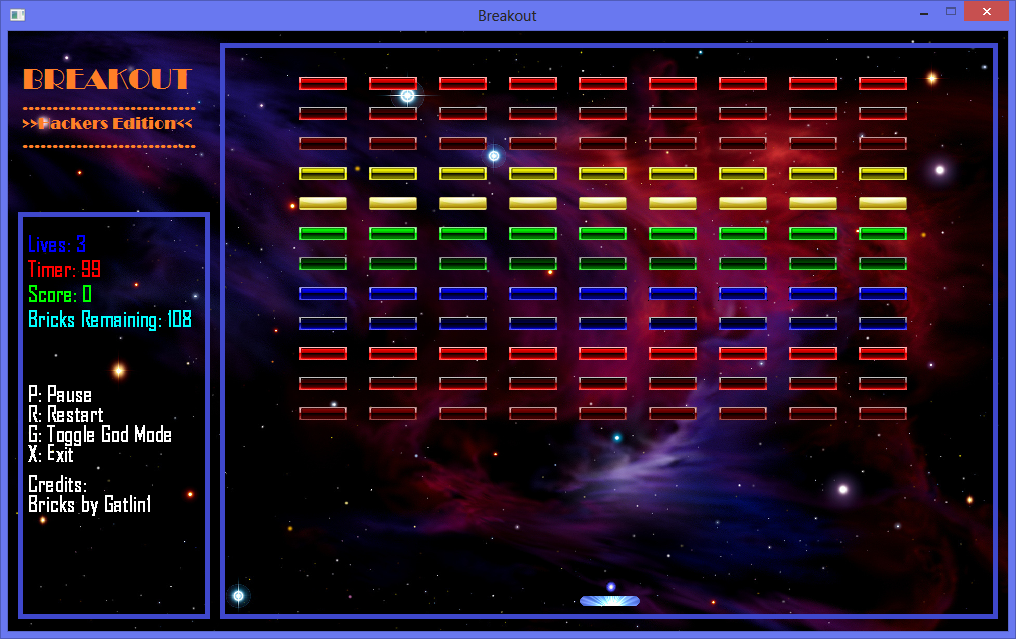 Breakout
BREAKOUT
-----------------------------
>>Packers Edition<<
-----------------------------
Lives: 3
Timer: 99
Score: 0
Bricks Remaining: 108
P: Pause
R: Restart
G: Toggle God Mode
X: Exit
Credits:
Bricks by Gatlin1